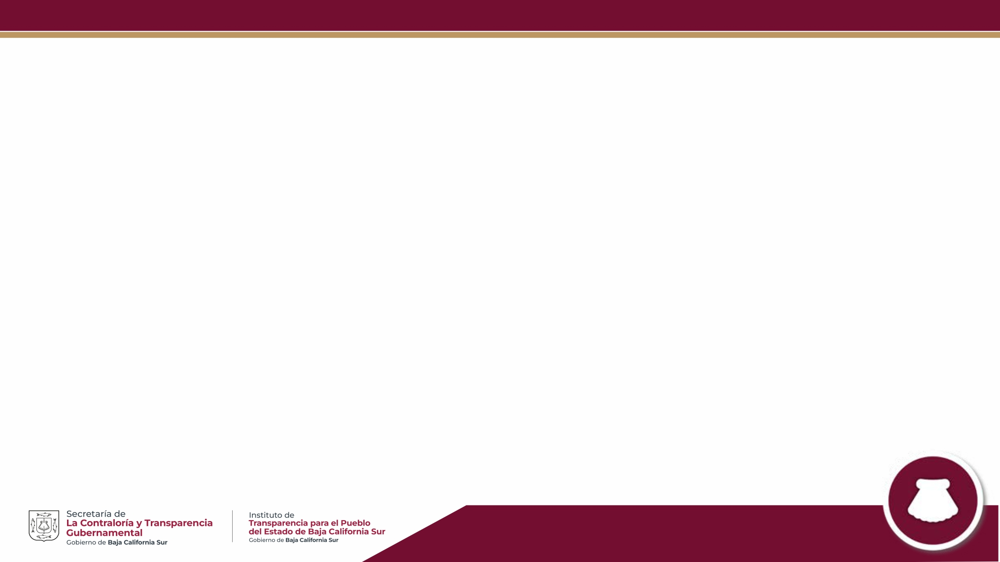 Secretaría de
La Contraloría y Transparencia
Gubernamental
Gobierno de Baja California Sur
Instituto de
Transparencia para el Pueblo
del Estado de Baja California Sur
Gobierno de Baja California Sur